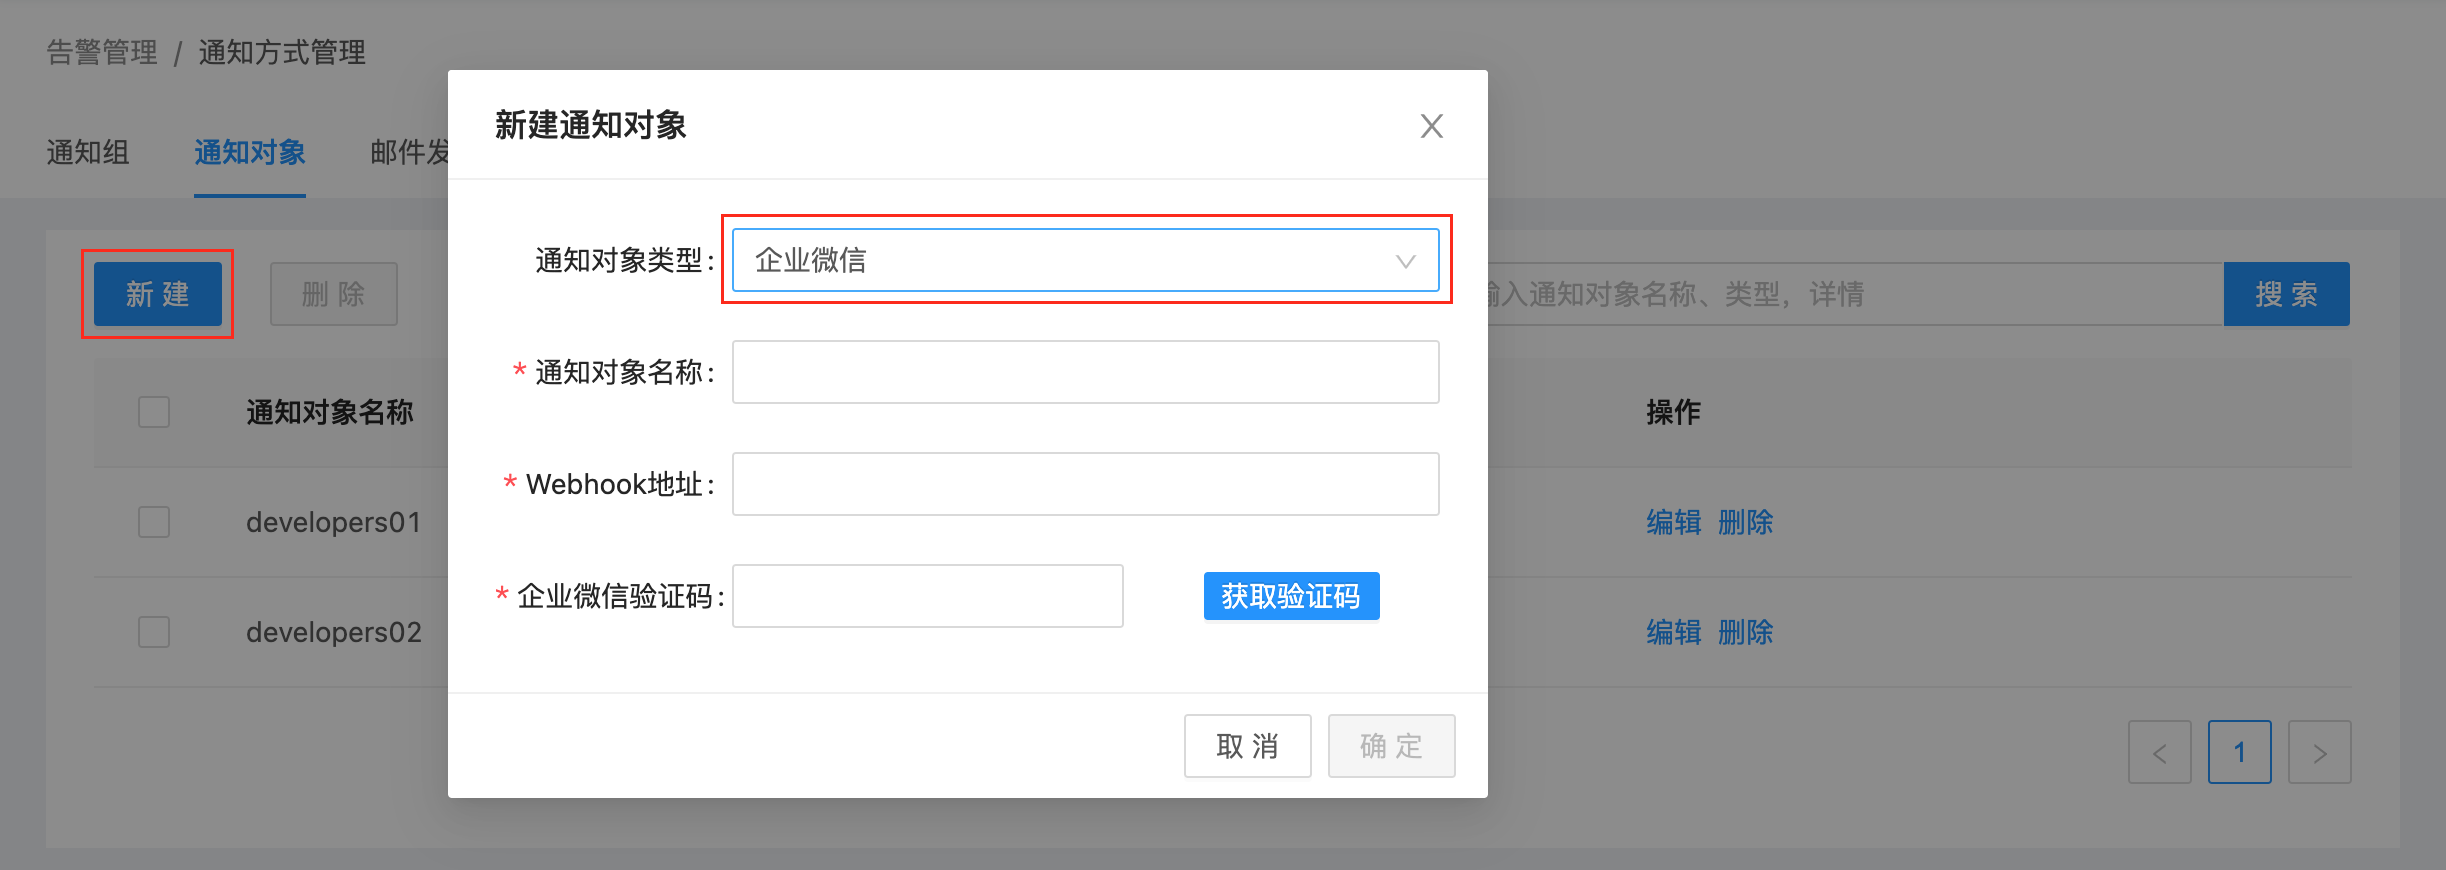 告警管理 / 通知方式管理
通知组 通知对象 邮件发
新建 删除
输入通知对象名称、类型，详情 搜索
通知对象名称 操作
developers01 编辑 删除
developers02 编辑 删除
1
新建通知对象
通知对象类型: 企业微信
* 通知对象名称:
* Webhook地址:
* 企业微信验证码: 获取验证码
取消 确定